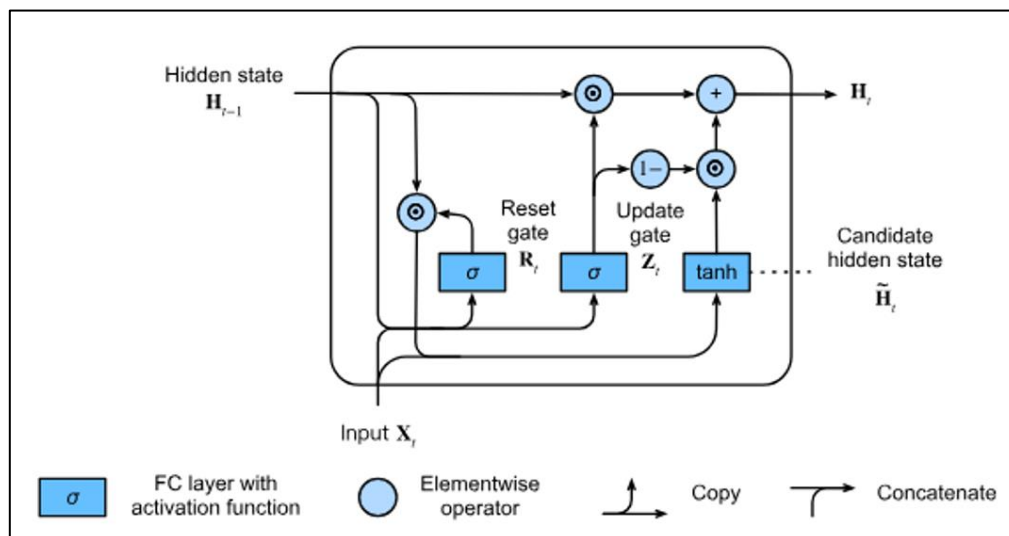 Hidden state
H_{t−1}
⊙
+
H_t
1−
⊙
⊙
Reset
gate
R_t
Update
gate
Z_t
σ
σ
tanh
Candidate
hidden state
H̃_t
Input X_t
σ
FC layer with
activation function
Elementwise
operator
Copy
Concatenate